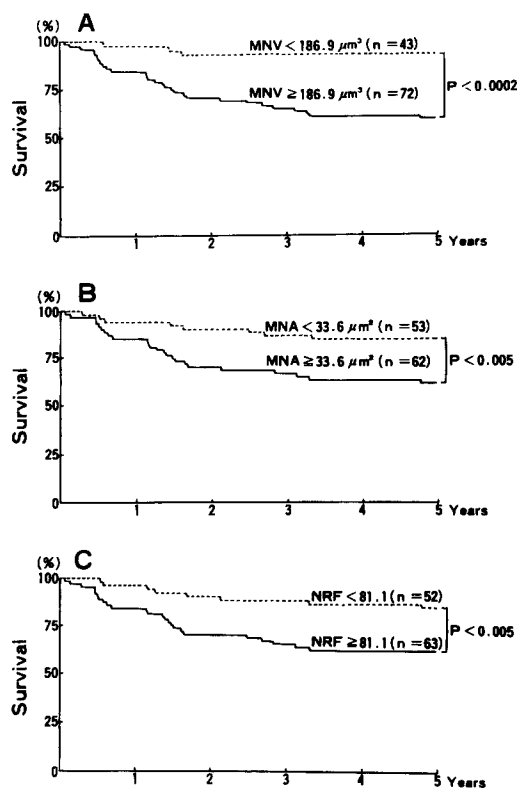 (%) A
100
75
50
25
0
Survival
MNV < 186.9 μm³ (n = 43)
MNV ≥ 186.9 μm³ (n = 72)
P < 0.0002
1 2 3 4 5 Years
(%) B
100
75
50
25
0
Survival
MNA < 33.6 μm² (n = 53)
MNA ≥ 33.6 μm² (n = 62)
P < 0.005
1 2 3 4 5 Years
(%) C
100
75
50
25
0
Survival
NRF < 81.1 (n = 52)
NRF ≥ 81.1 (n = 63)
P < 0.005
1 2 3 4 5 Years